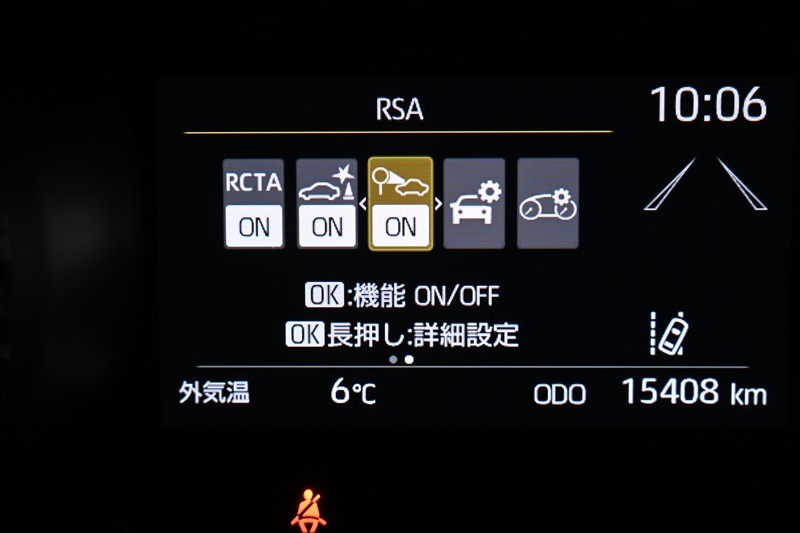 RSA
10:06
RCTA
ON ON ON
OK:機能 ON/OFF
OK長押し:詳細設定
外気温 6℃ ODO 15408 km